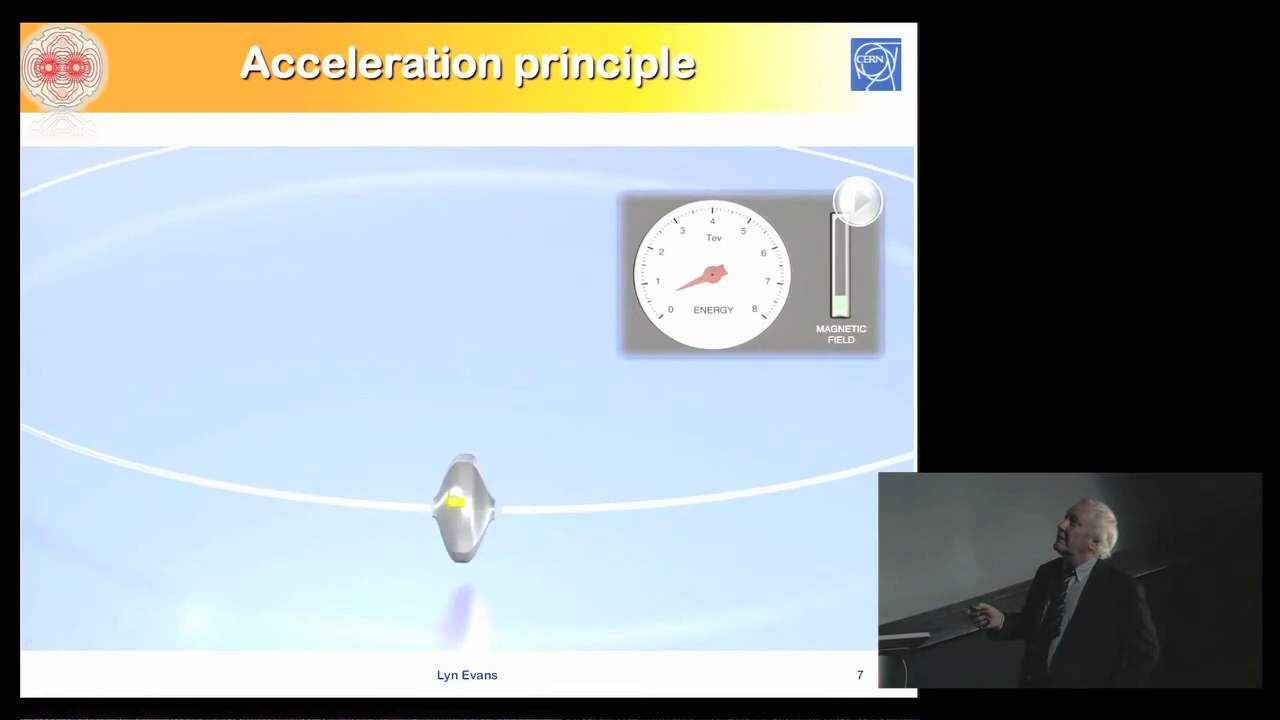 Acceleration principle
CERN
4
3
5
Tev
2
6
1
7
0
ENERGY
8
MAGNETIC
FIELD
Lyn Evans
7